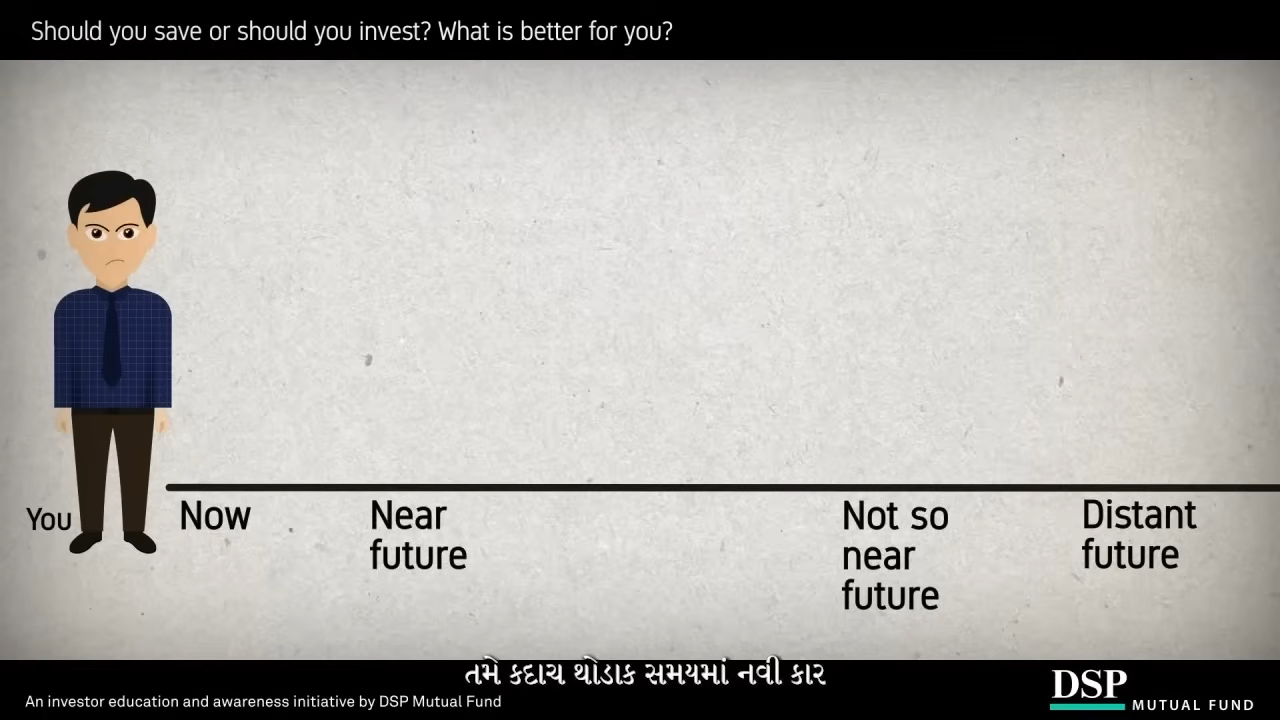 Should you save or should you invest? What is better for you?
You
Now
Near
future
Not so
near
future
Distant
future
તમે કદાચ થોડાક સમયમાં નવી કાર
An investor education and awareness initiative by DSP Mutual Fund
DSP
MUTUAL FUND